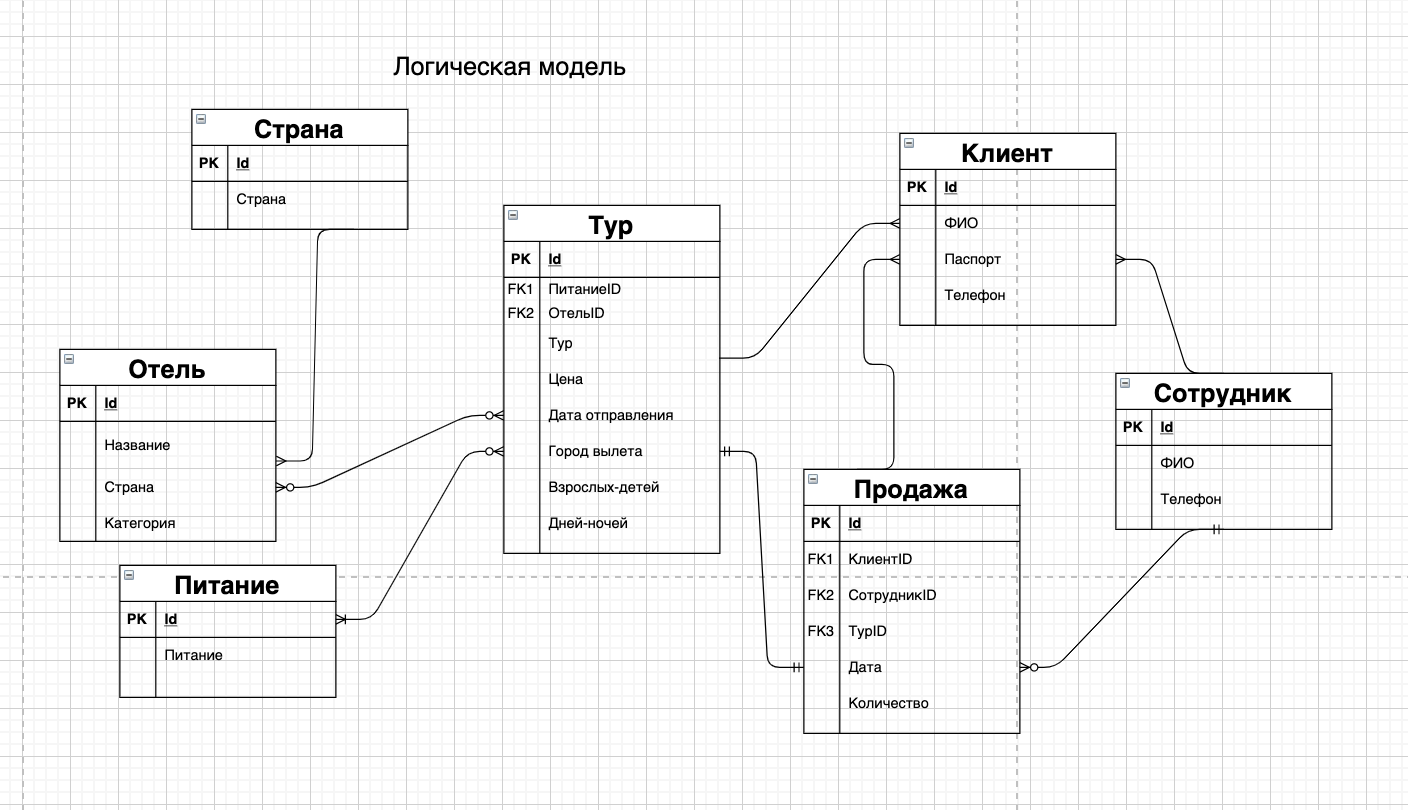 Логическая модель
Страна
PK Id
Страна
Отель
PK Id
Название
Страна
Категория
Питание
PK Id
Питание
Тур
PK Id
FK1 ПитаниеID
FK2 ОтельID
Тур
Цена
Дата отправления
Город вылета
Взрослых-детей
Дней-ночей
Клиент
PK Id
ФИО
Паспорт
Телефон
Продажа
PK Id
FK1 КлиентID
FK2 СотрудникID
FK3 ТурID
Дата
Количество
Сотрудник
PK Id
ФИО
Телефон